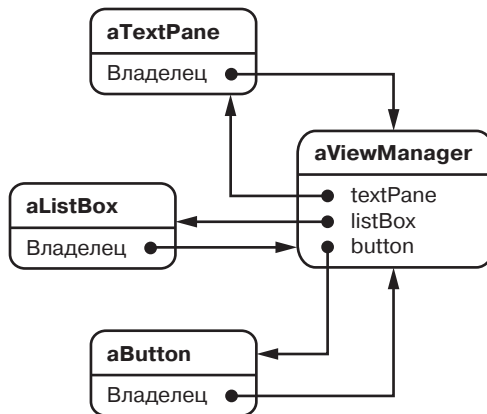 aTextPane
Владелец
aViewManager
textPane
listBox
button
aListBox
Владелец
aButton
Владелец